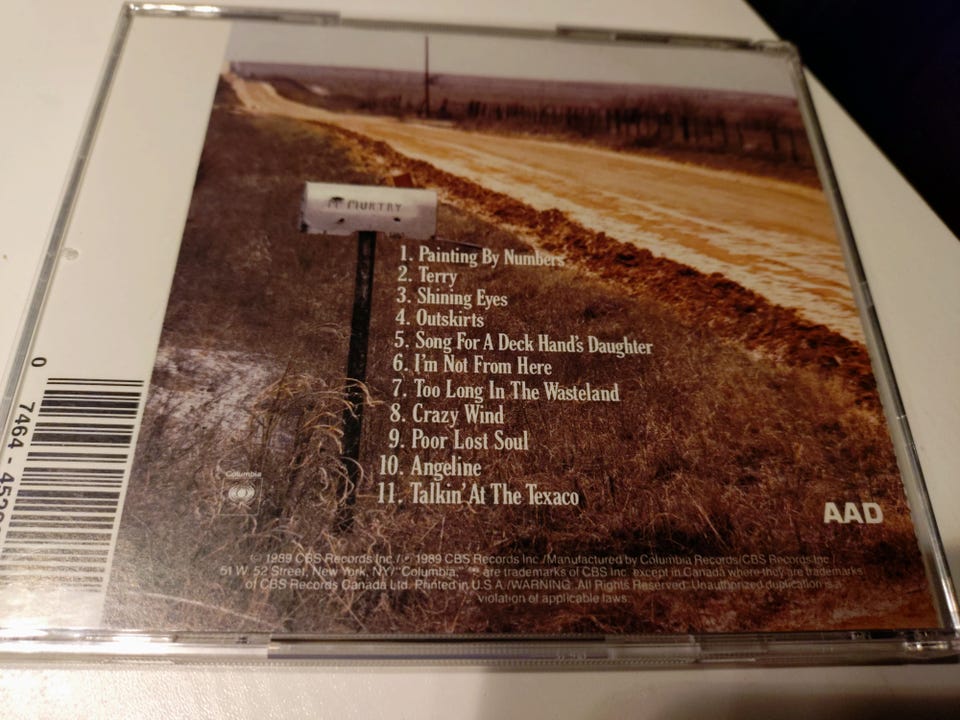 MURTRY
1. Painting By Numbers
2. Terry
3. Shining Eyes
4. Outskirts
5. Song For A Deck Hand's Daughter
6. I'm Not From Here
7. Too Long In The Wasteland
8. Crazy Wind
9. Poor Lost Soul
10. Angeline
11. Talkin' At The Texaco
Columbia
AAD
© 1989 CBS Records Inc./℗ 1989 CBS Records Inc./Manufactured by Columbia Records/CBS Records Inc./
51 W. 52 Street, New York, NY/"Columbia," are trademarks of CBS Inc. except in Canada where they are trademarks
of CBS Records Canada Ltd. Printed in U.S.A./WARNING: All Rights Reserved. Unauthorized duplication is a
violation of applicable laws.
0 7464-452